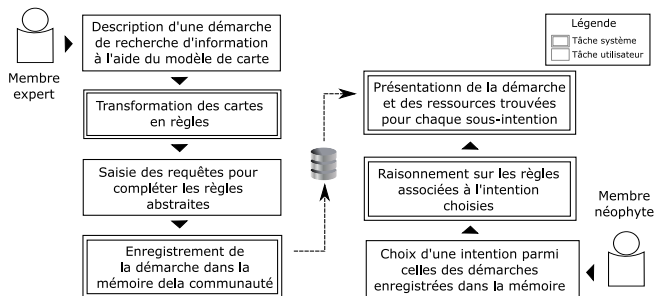 Membre
expert
Description d'une démarche
de recherche d'information
à l'aide du modèle de carte
Transformation des cartes
en règles
Saisie des requêtes pour
compléter les règles
abstraites
Enregistrement de
la démarche dans la
mémoire dela communauté
Légende
Tâche système
Tâche utilisateur
Présentationn de la démarche
et des ressources trouvées
pour chaque sous-intention
Raisonnement sur les règles
associées à l'intention
choisies
Membre
néophyte
Choix d'une intention parmi
celles des démarches
enregistrées dans la mémoire